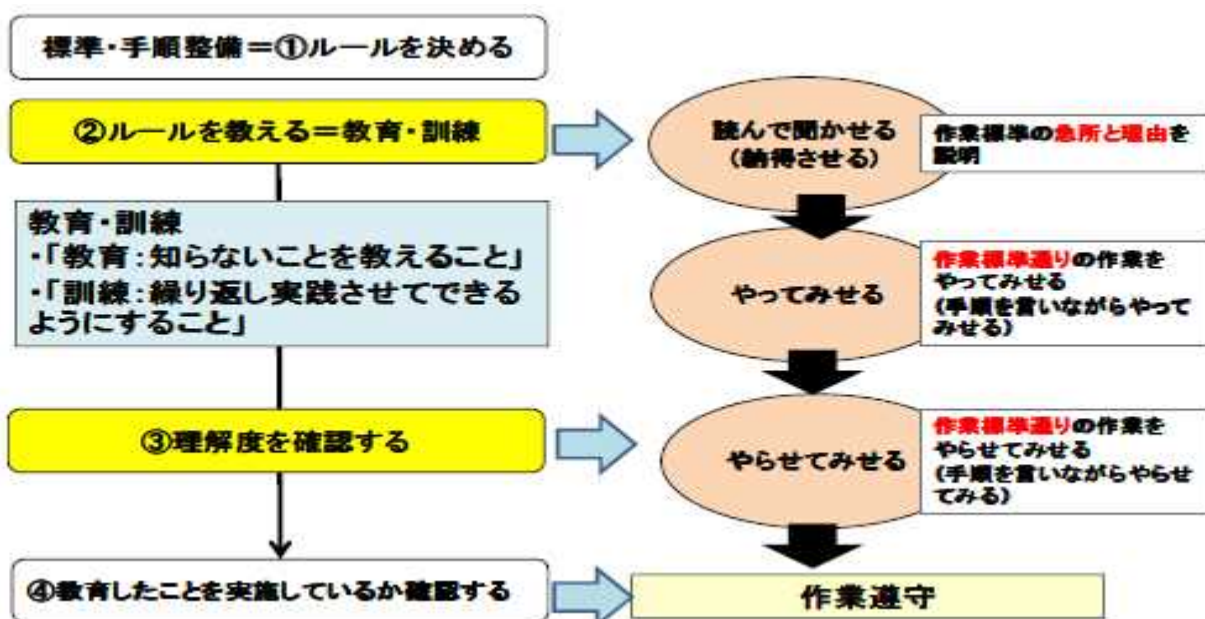 標準・手順整備＝①ルールを決める
②ルールを教える＝教育・訓練
教育・訓練
・「教育：知らないことを教えること」
・「訓練：繰り返し実践させてできる
ようにすること」
③理解度を確認する
④教育したことを実施しているか確認する
読んで聞かせる
(納得させる)
作業標準の急所と理由を
説明
やってみせる
作業標準通りの作業を
やってみせる
(手順を言いながらやって
みせる)
やらせてみせる
作業標準通りの作業を
やらせてみせる
(手順を言いながらやらせ
てみる)
作業遵守